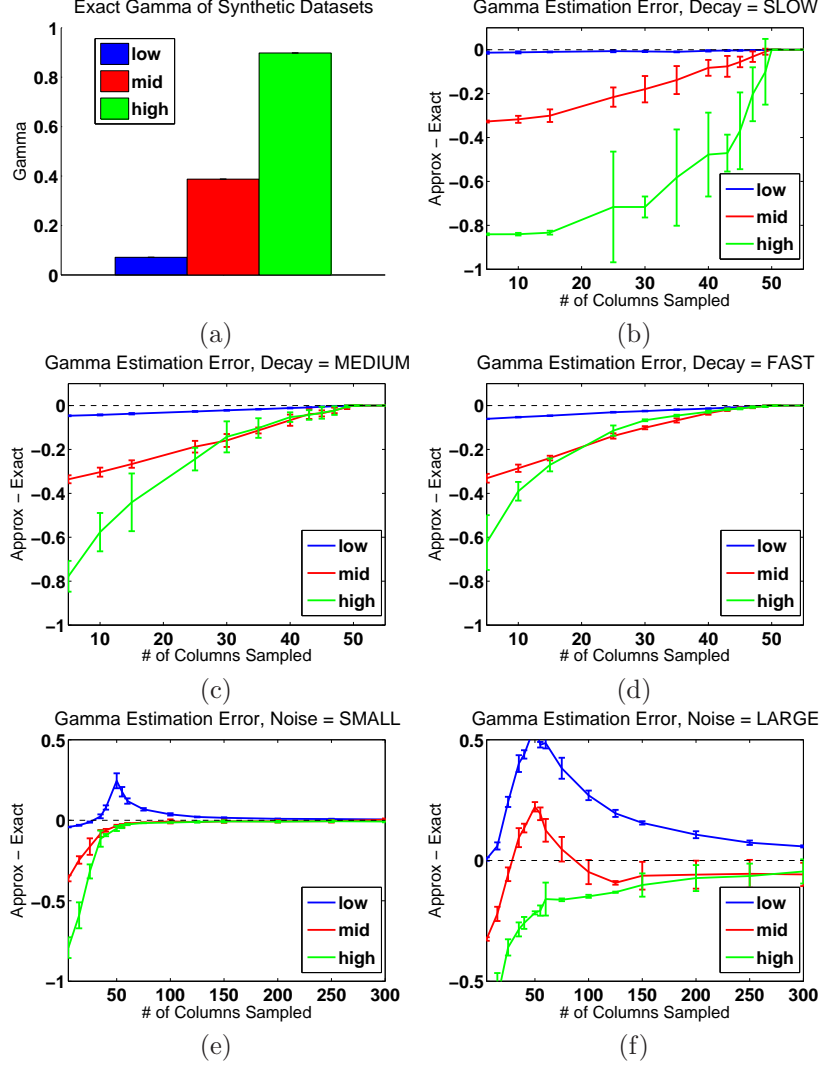 Exact Gamma of Synthetic Datasets
1
0.8
0.6
0.4
0.2
0
Gamma
low
mid
high
(a)
Gamma Estimation Error, Decay = SLOW
0
−0.2
−0.4
−0.6
−0.8
−1
Approx − Exact
low
mid
high
10 20 30 40 50
# of Columns Sampled
(b)
Gamma Estimation Error, Decay = MEDIUM
0
−0.2
−0.4
−0.6
−0.8
−1
Approx − Exact
low
mid
high
10 20 30 40 50
# of Columns Sampled
(c)
Gamma Estimation Error, Decay = FAST
0
−0.2
−0.4
−0.6
−0.8
−1
Approx − Exact
low
mid
high
10 20 30 40 50
# of Columns Sampled
(d)
Gamma Estimation Error, Noise = SMALL
0.5
0
−0.5
−1
Approx − Exact
low
mid
high
50 100 150 200 250 300
# of Columns Sampled
(e)
Gamma Estimation Error, Noise = LARGE
0.5
0
−0.5
Approx − Exact
low
mid
high
50 100 150 200 250 300
# of Columns Sampled
(f)